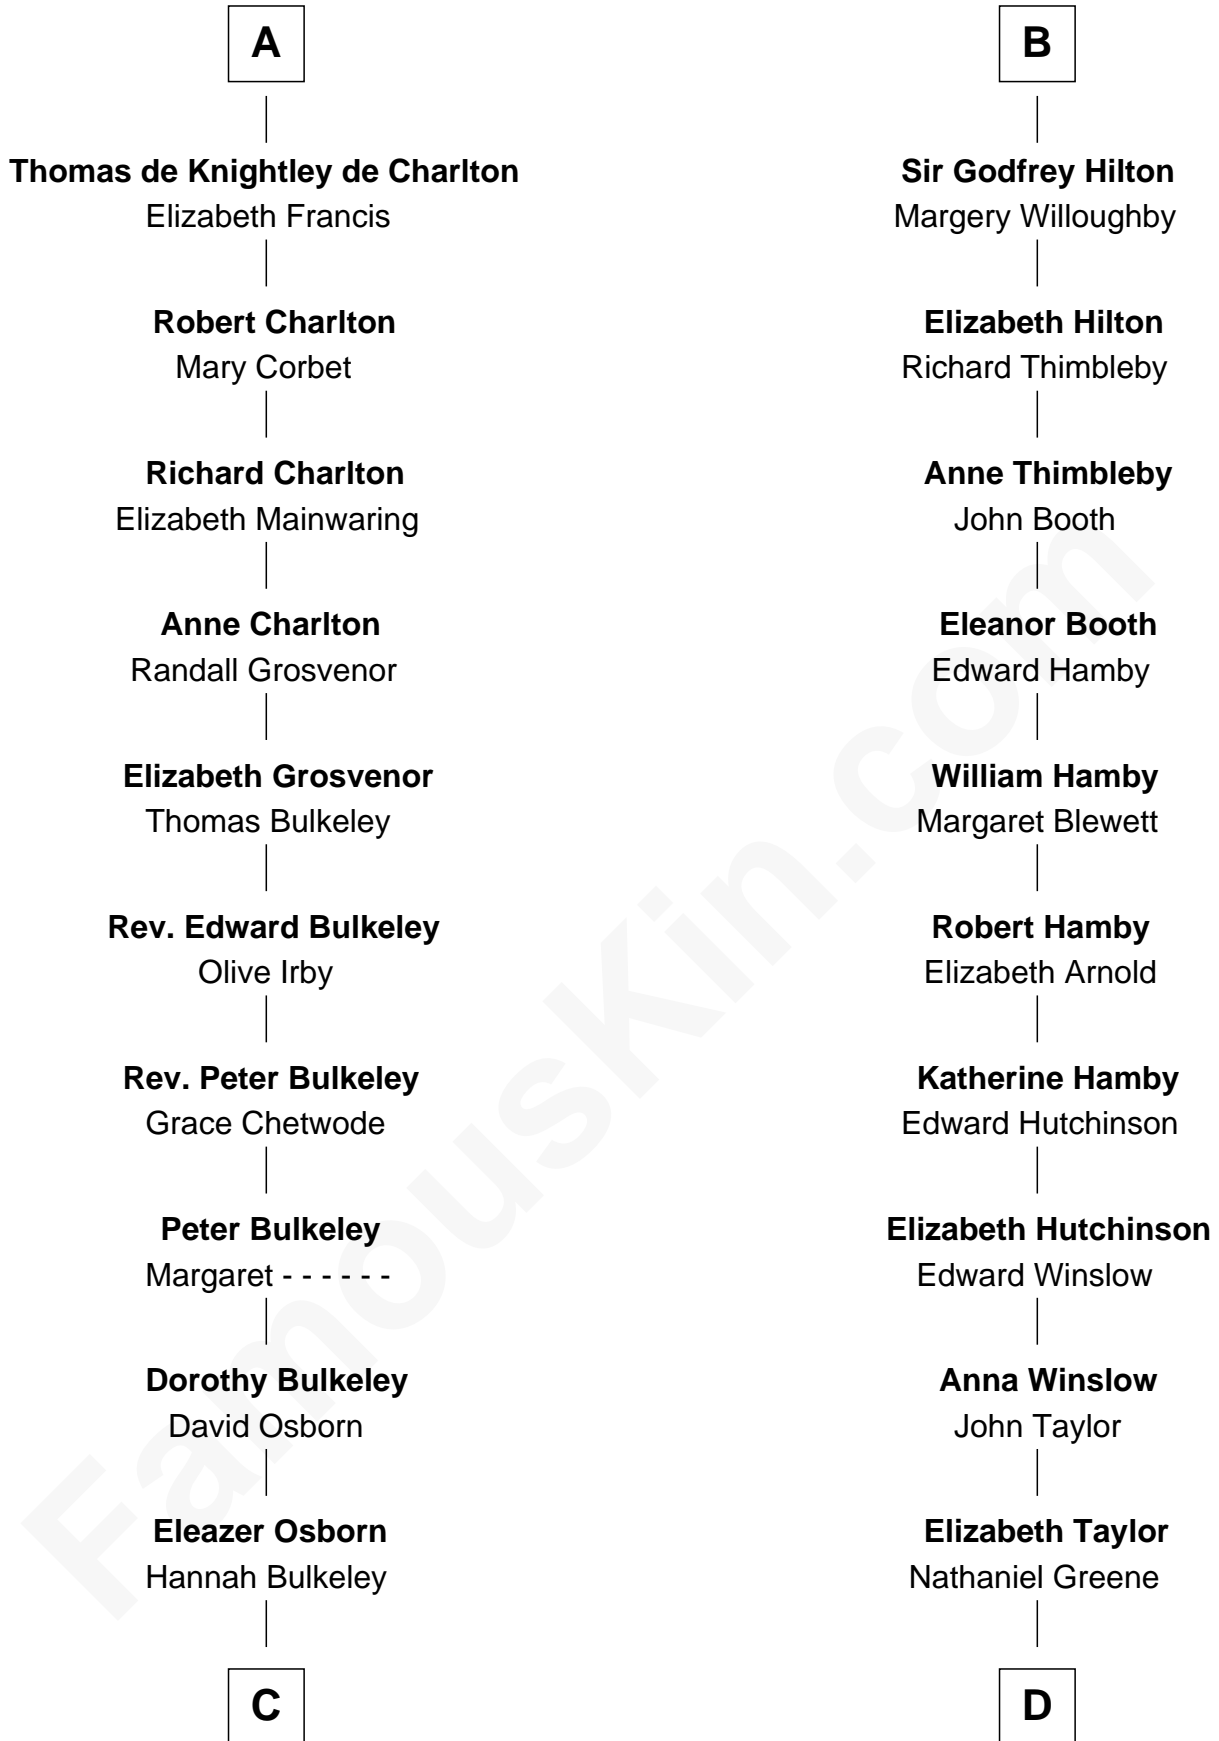 A
Thomas de Knightley de Charlton
Elizabeth Francis
Robert Charlton
Mary Corbet
Richard Charlton
Elizabeth Mainwaring
Anne Charlton
Randall Grosvenor
Elizabeth Grosvenor
Thomas Bulkeley
Rev. Edward Bulkeley
Olive Irby
Rev. Peter Bulkeley
Grace Chetwode
Peter Bulkeley
Margaret - - - - - -
Dorothy Bulkeley
David Osborn
Eleazer Osborn
Hannah Bulkeley
C
B
Sir Godfrey Hilton
Margery Willoughby
Elizabeth Hilton
Richard Thimbleby
Anne Thimbleby
John Booth
Eleanor Booth
Edward Hamby
William Hamby
Margaret Blewett
Robert Hamby
Elizabeth Arnold
Katherine Hamby
Edward Hutchinson
Elizabeth Hutchinson
Edward Winslow
Anna Winslow
John Taylor
Elizabeth Taylor
Nathaniel Greene
D
FamousKin.com